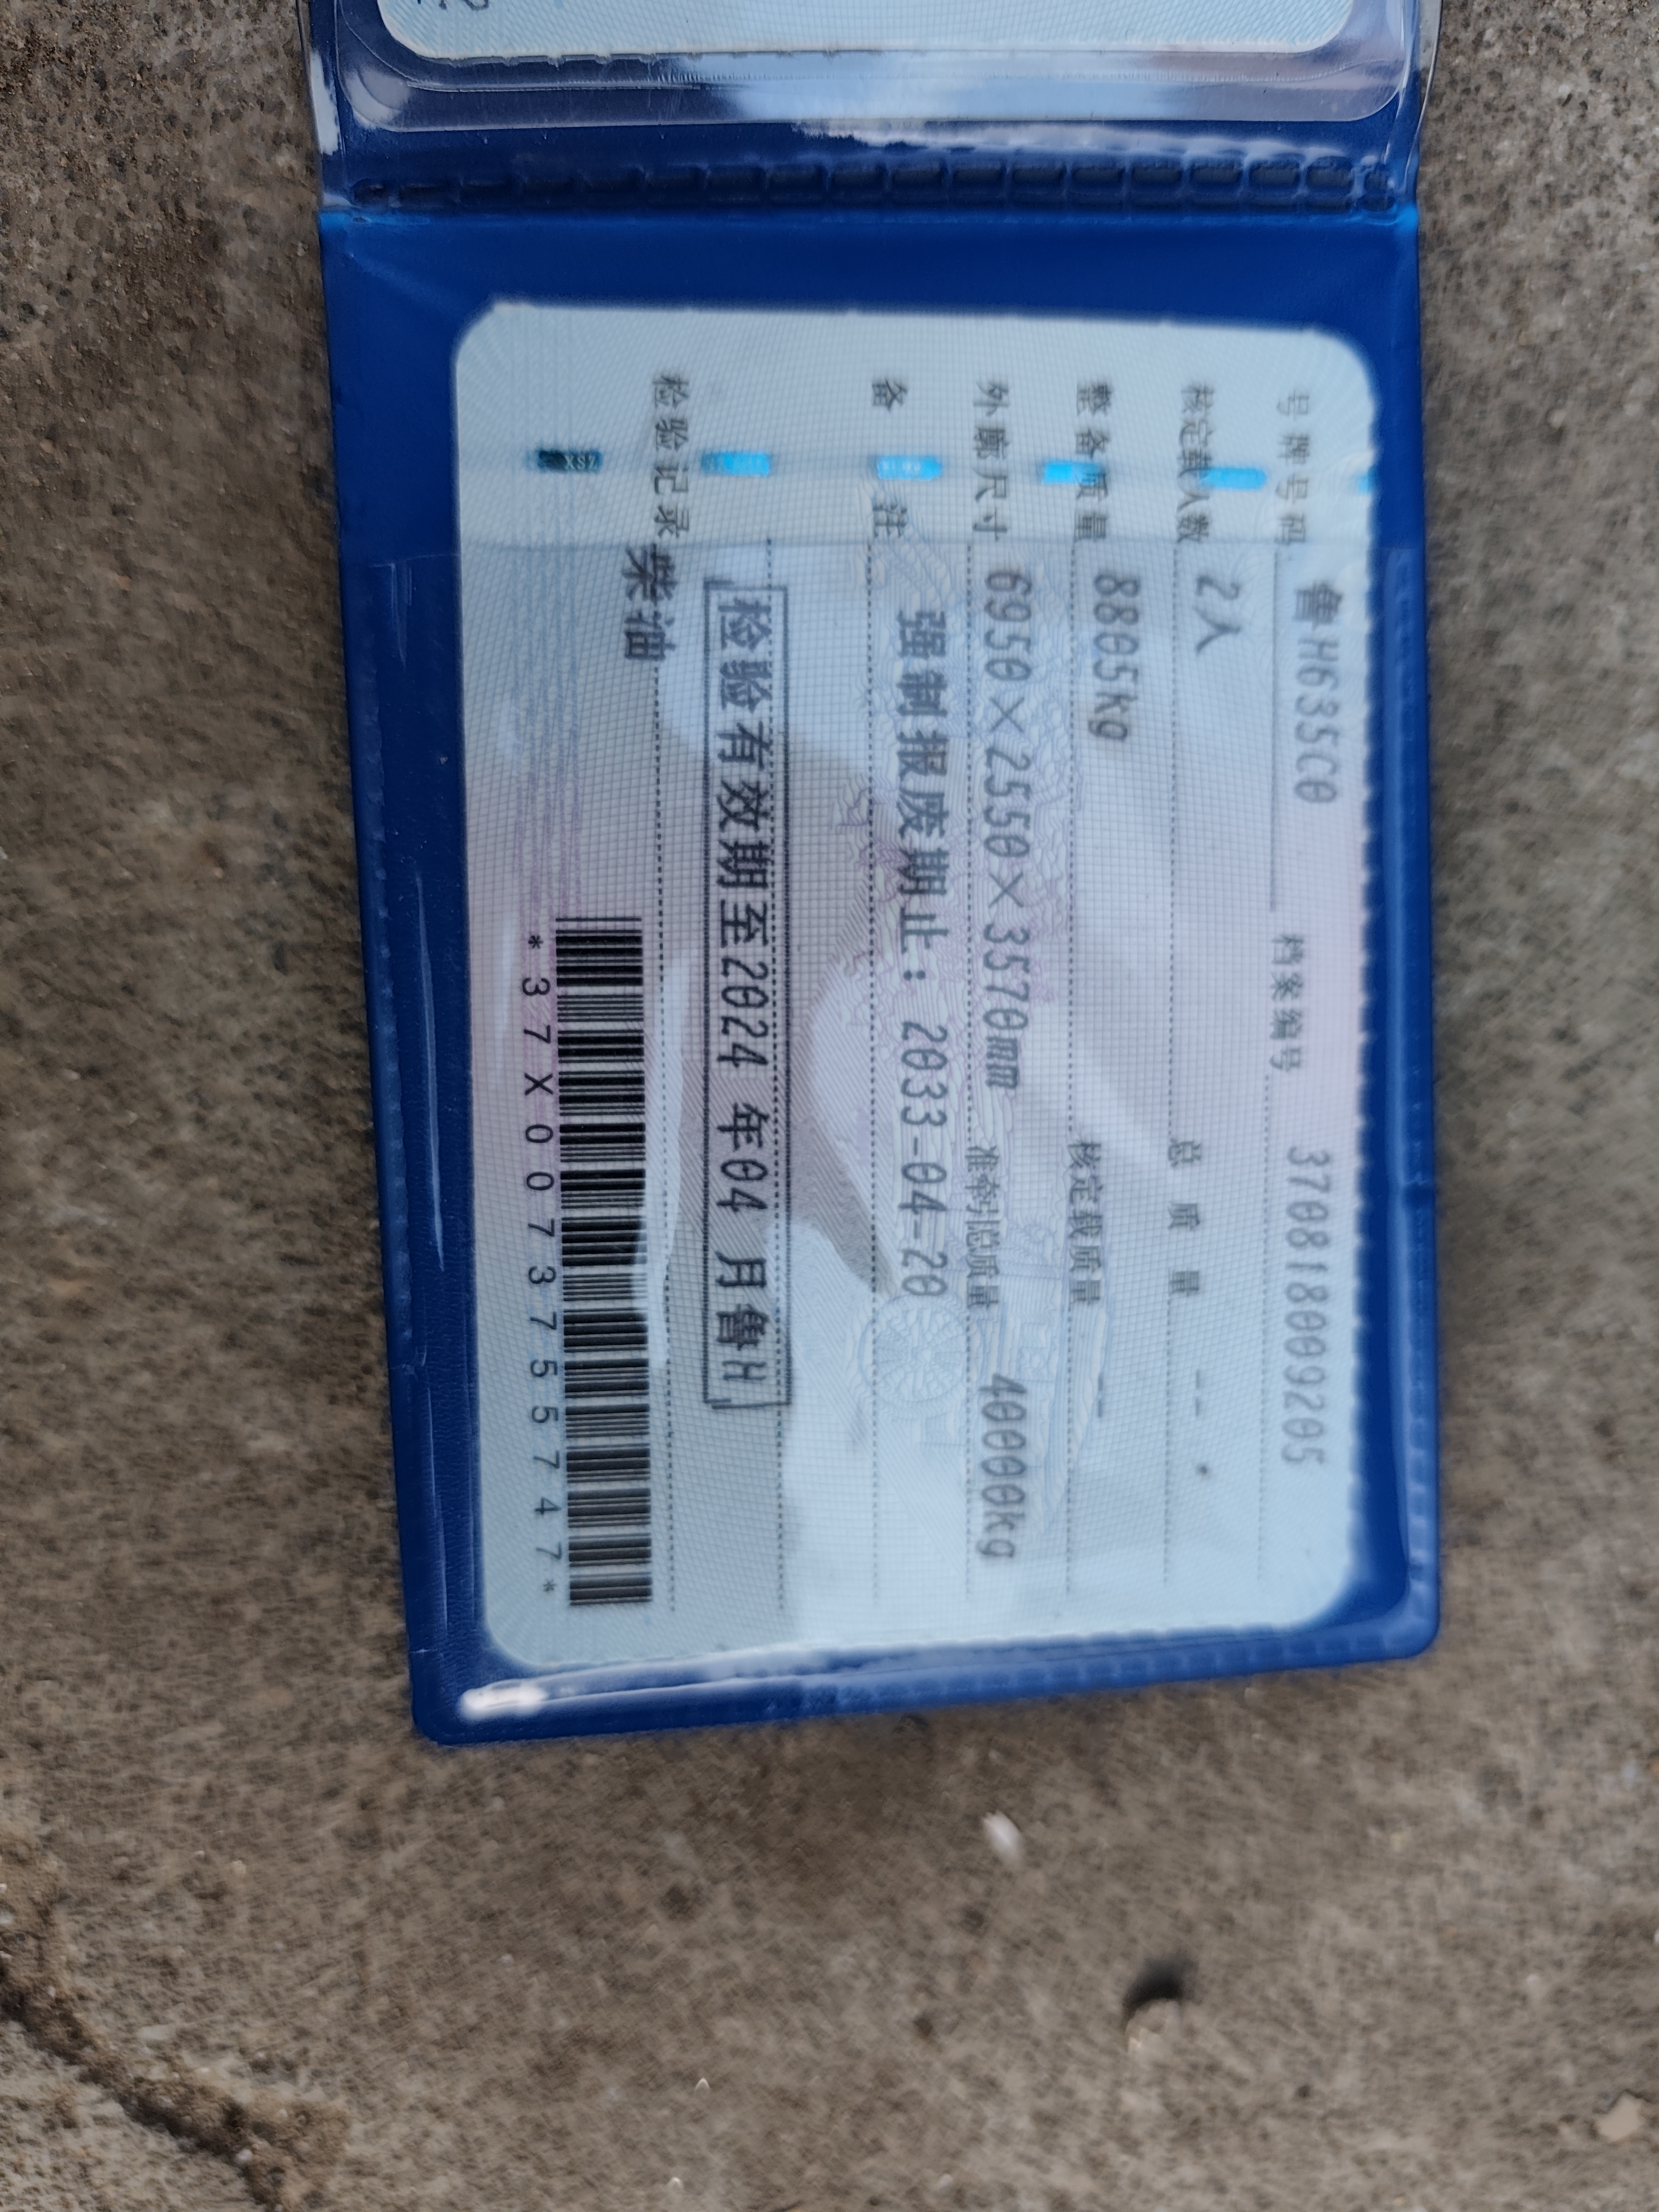 号牌号码 鲁H635C0 档案编号 370818009205
核定载人数 2人 总质量 --
整备质量 8805kg 核定载质量 --
外廓尺寸 6950×2550×3570mm 准牵引总质量 40000kg
备注 强制报废期止：2033-04-20
检验有效期至2024年04月鲁H
检验记录
柴油
*37X0073755747*